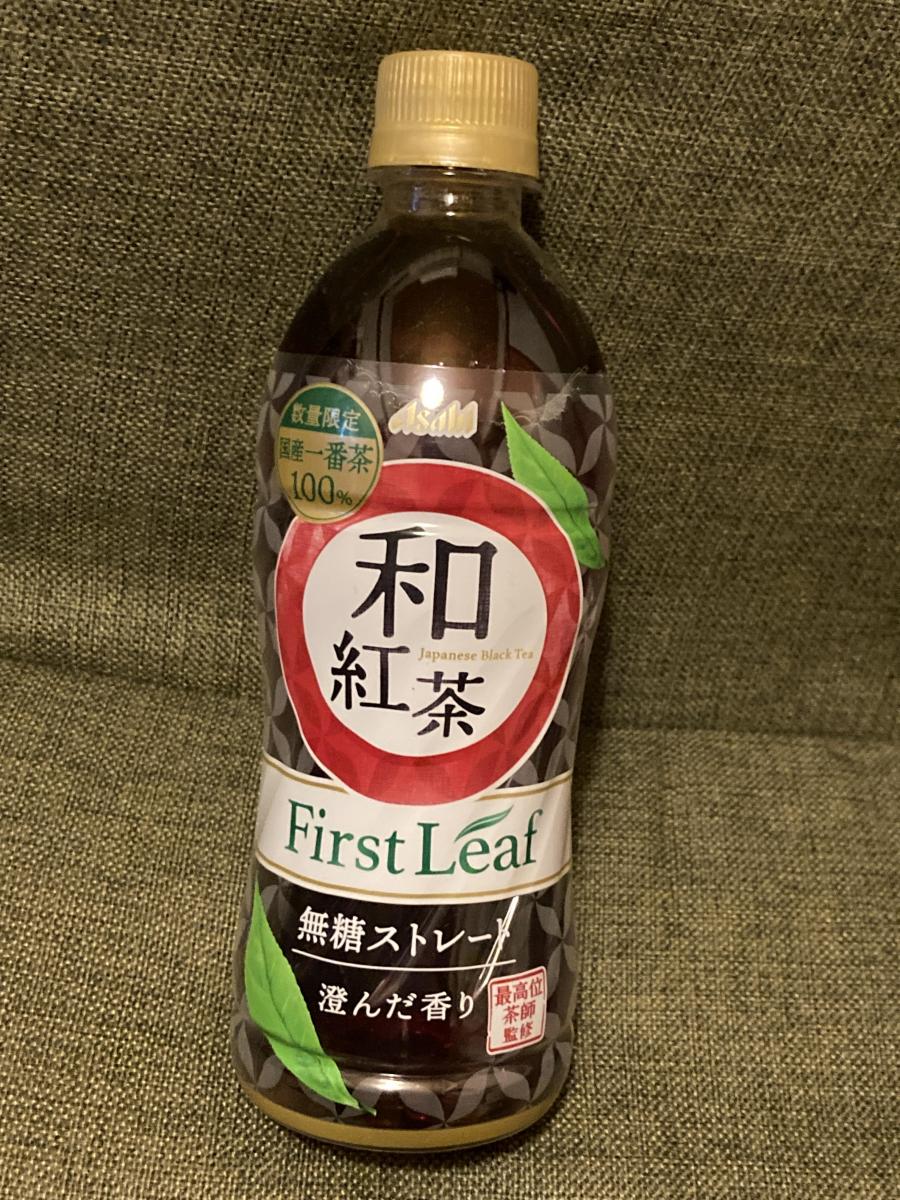 Asahi
数量限定
国産一番茶
100%
和
紅茶
Japanese Black Tea
First Leaf
無糖ストレート
澄んだ香り
最高位
茶師
監修